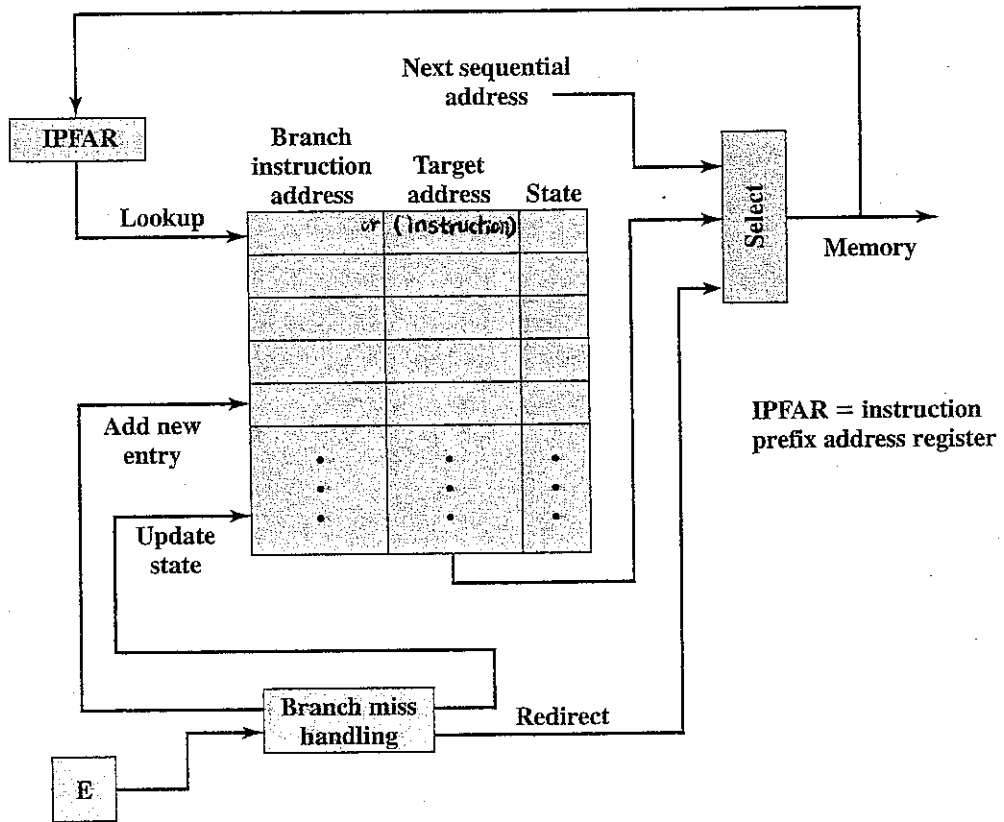 Next sequential
address
IPFAR
Branch
instruction
address
Target
address
State
Lookup
or (instruction)
Select
Memory
Add new
entry
IPFAR = instruction
prefix address register
Update
state
Branch miss
handling
Redirect
E